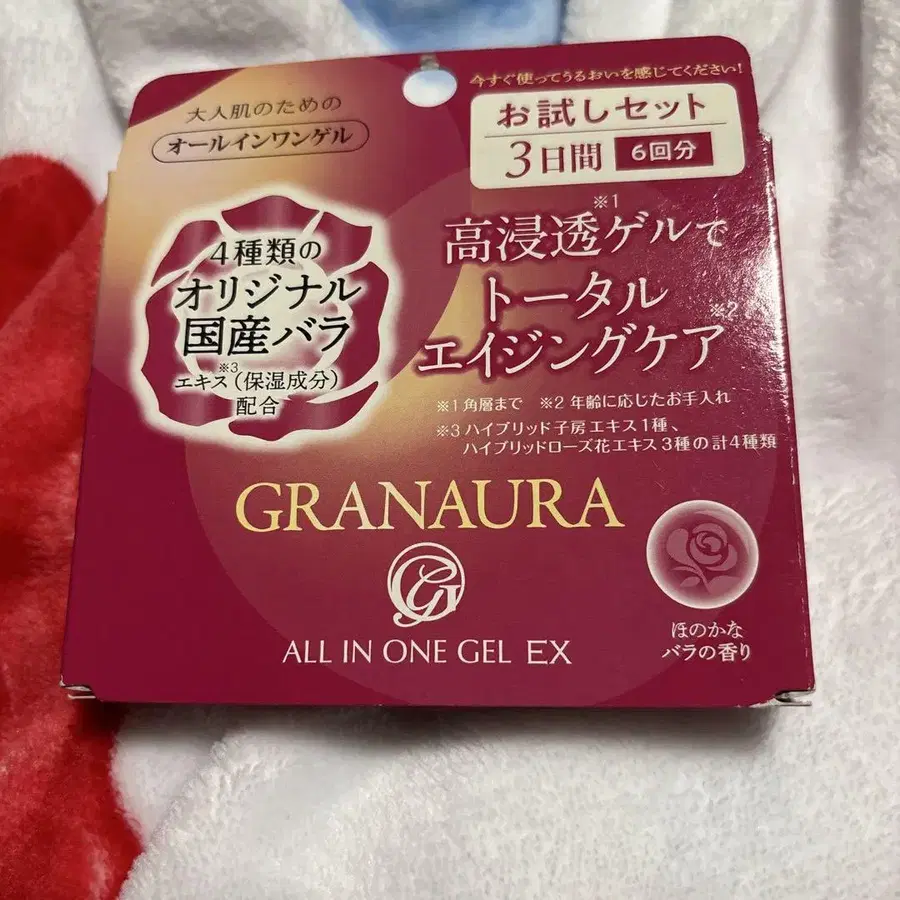 大人肌のための
オールインワンゲル
今すぐ使ってうるおいを感じてください!
お試しセット
3日間 6回分
4種類の
オリジナル
国産バラ
※3
エキス(保湿成分)
配合
※1
高浸透ゲルで
トータル
※2
エイジングケア
※1 角層まで ※2 年齢に応じたお手入れ
※3 ハイブリッド子房エキス1種、
ハイブリッドローズ花エキス3種の計4種類
GRANAURA
G
ALL IN ONE GEL EX
ほのかな
バラの香り